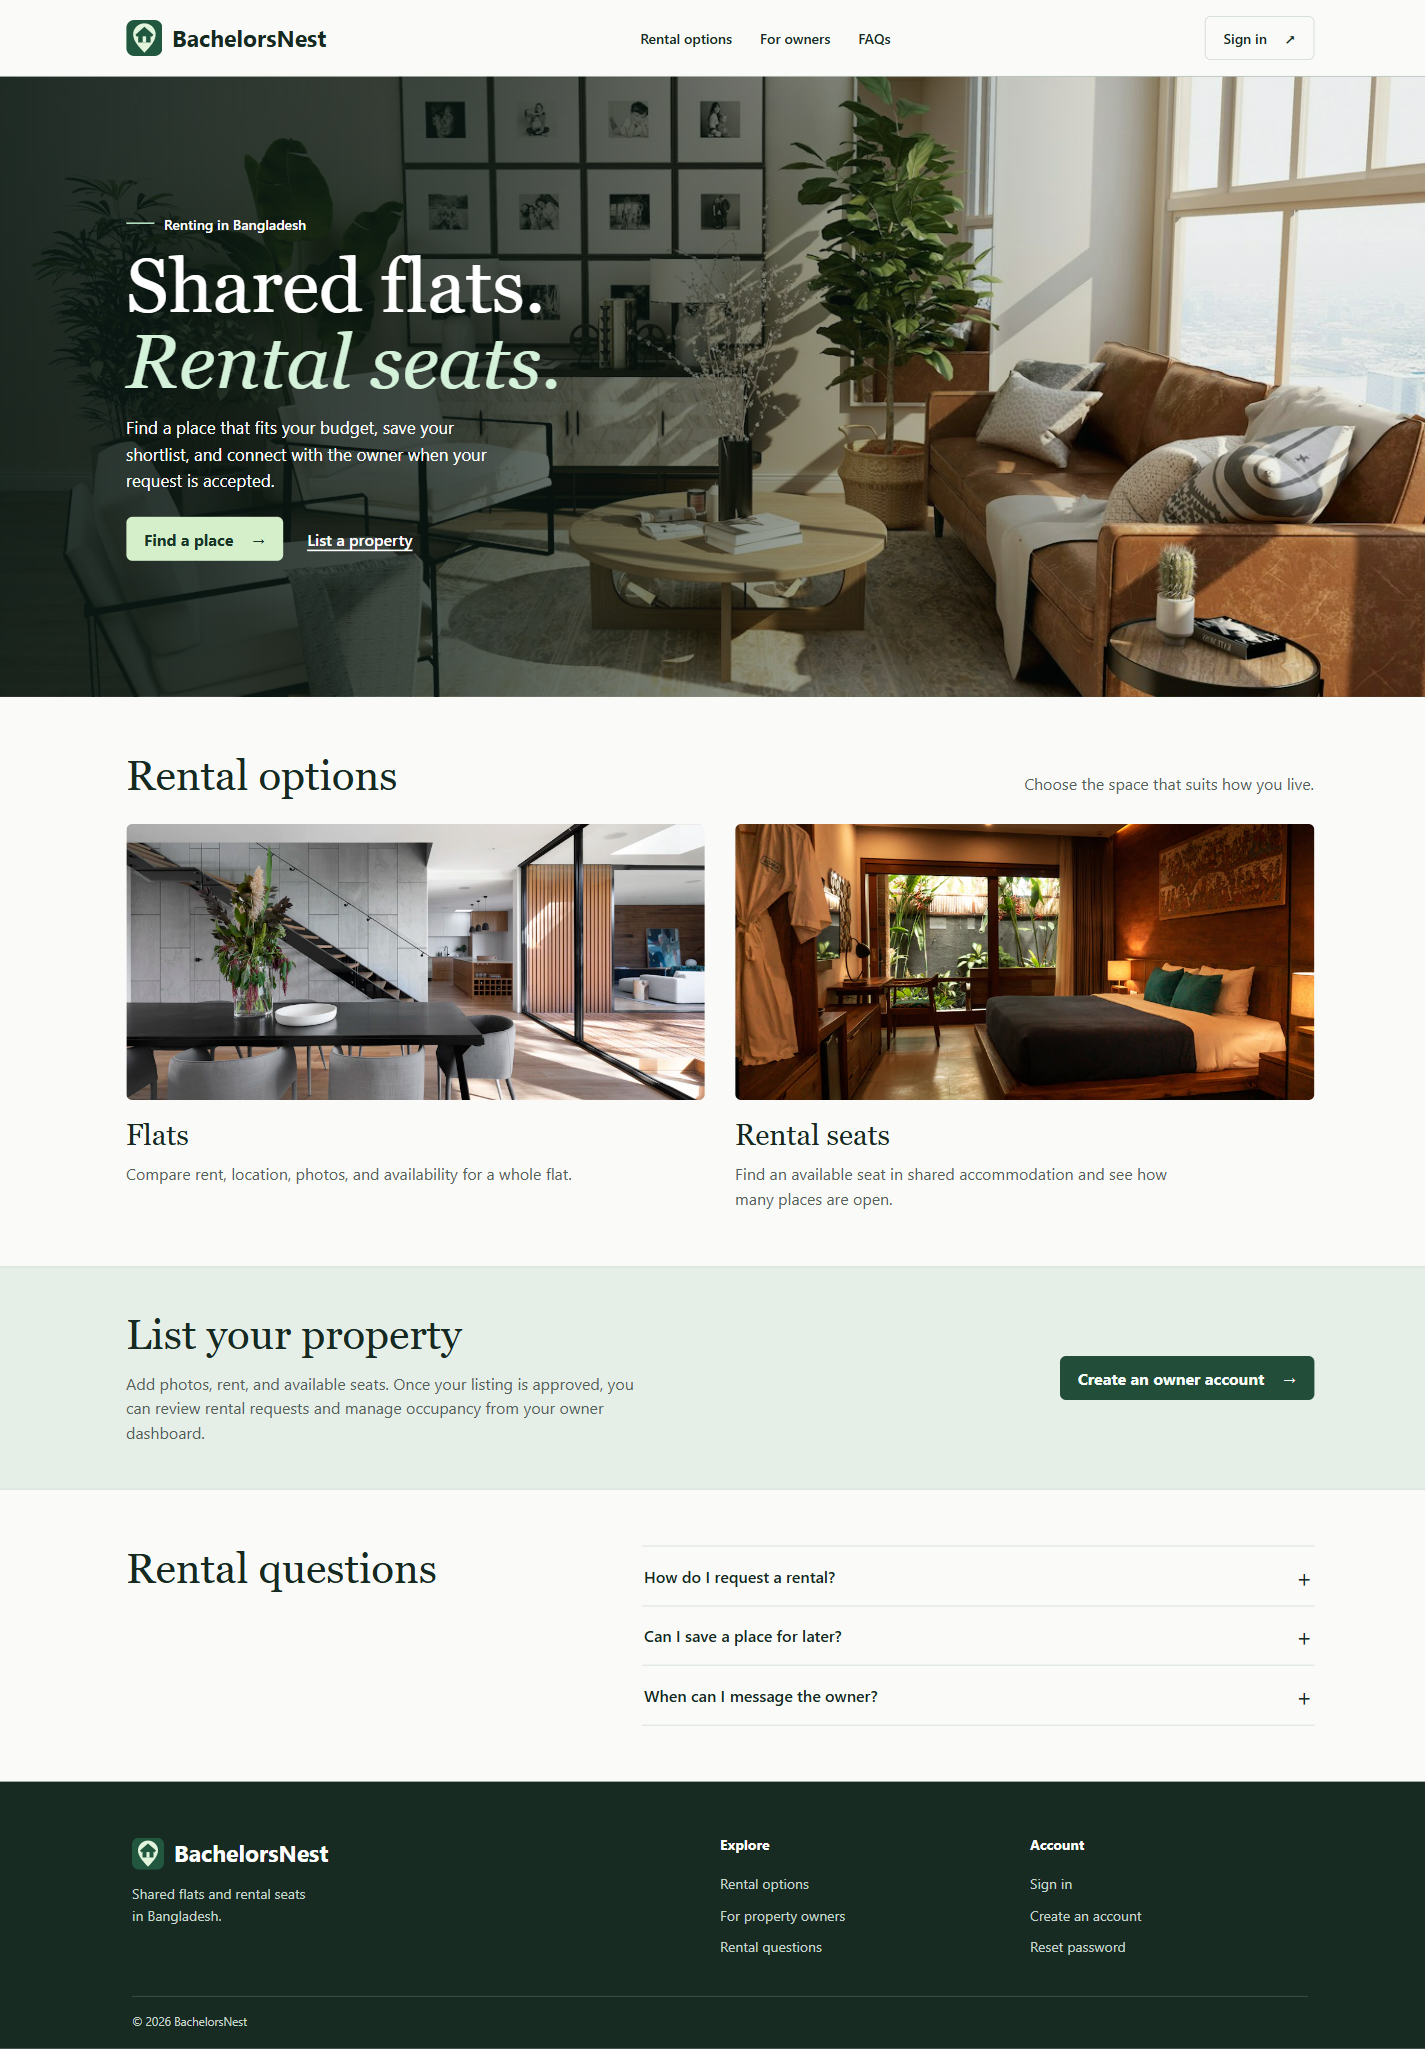 BachelorsNest
Rental options
For owners
FAQs
Sign in ↗
Renting in Bangladesh
Shared flats.
Rental seats.
Find a place that fits your budget, save your
shortlist, and connect with the owner when your
request is accepted.
Find a place →
List a property
Rental options
Choose the space that suits how you live.
Flats
Compare rent, location, photos, and availability for a whole flat.
Rental seats
Find an available seat in shared accommodation and see how
many places are open.
List your property
Add photos, rent, and available seats. Once your listing is approved, you
can review rental requests and manage occupancy from your owner
dashboard.
Create an owner account →
Rental questions
How do I request a rental? +
Can I save a place for later? +
When can I message the owner? +
BachelorsNest
Shared flats and rental seats
in Bangladesh.
Explore
Rental options
For property owners
Rental questions
Account
Sign in
Create an account
Reset password
© 2026 BachelorsNest